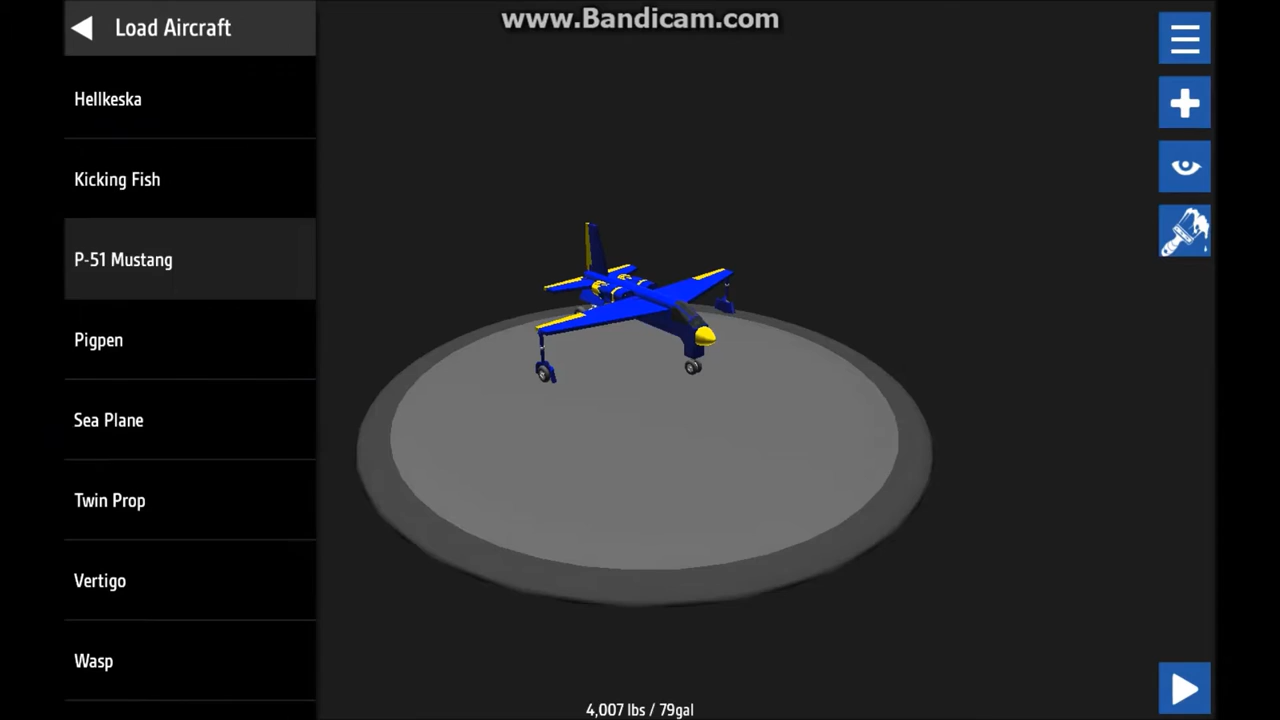 www.Bandicam.com
Load Aircraft
Hellkeska
Kicking Fish
P-51 Mustang
Pigpen
Sea Plane
Twin Prop
Vertigo
Wasp
4,007 lbs / 79gal